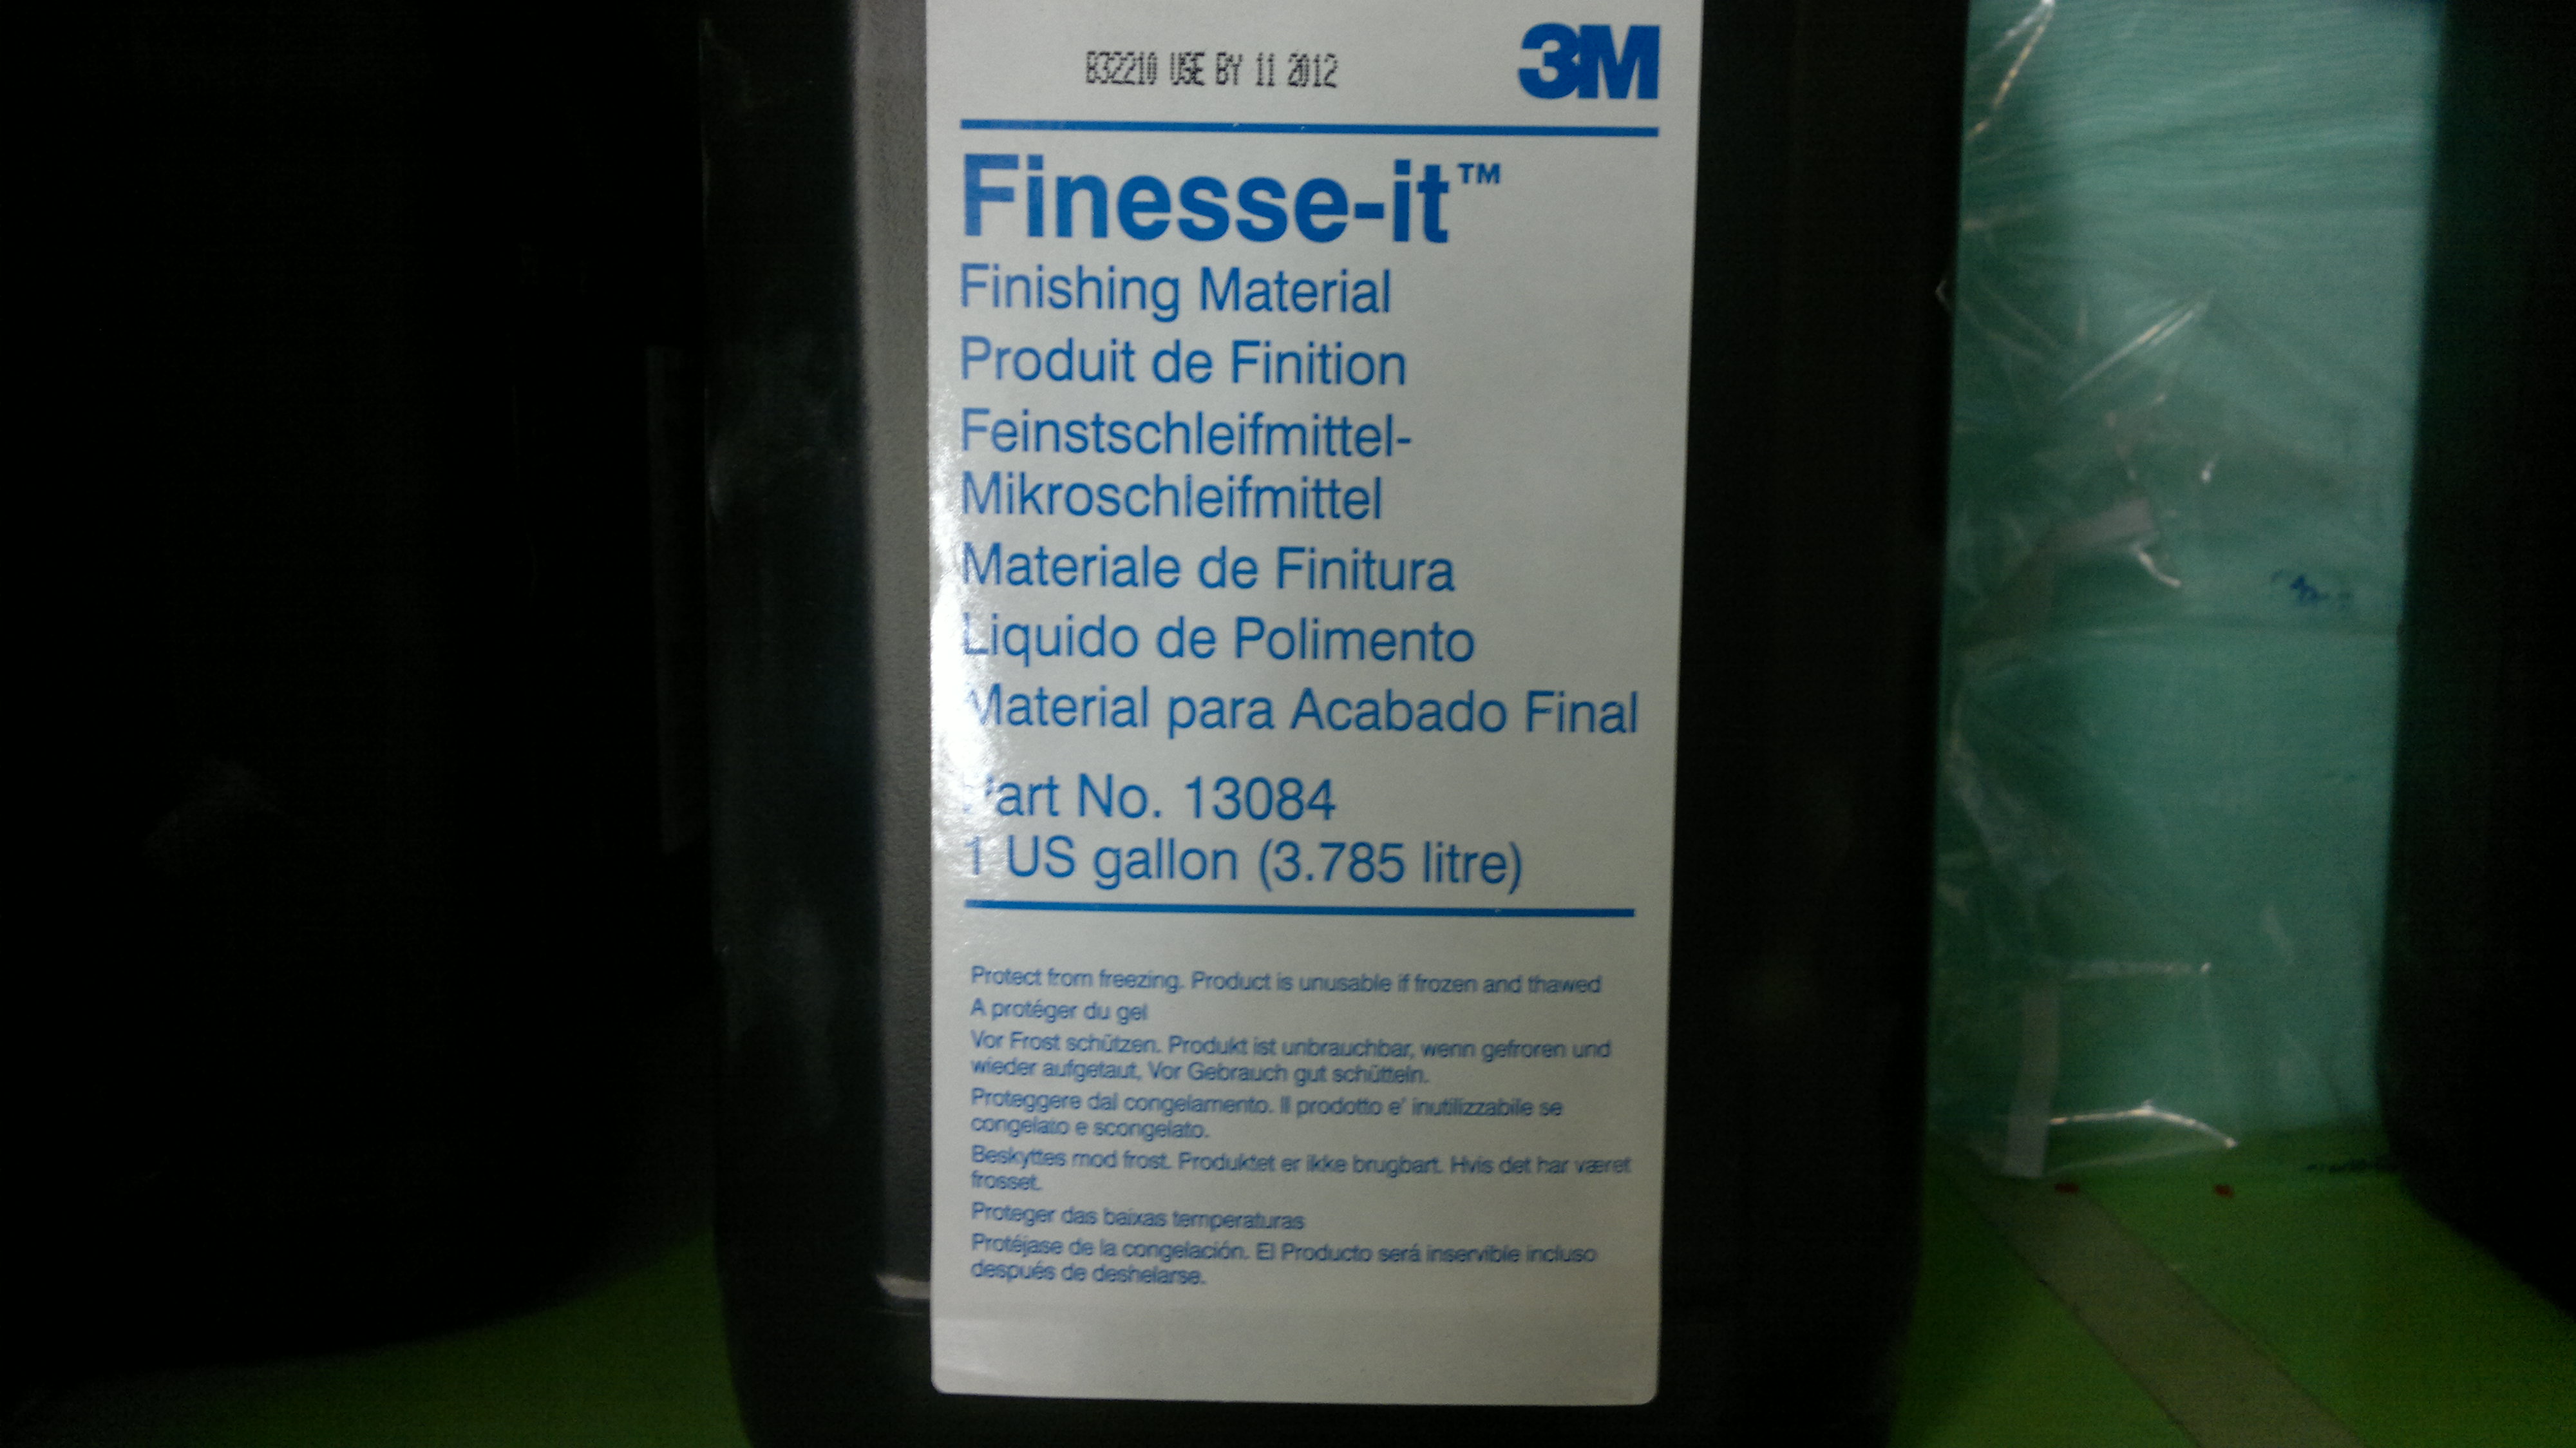 B32210 USE BY 11 2012
3M
Finesse-it™
Finishing Material
Produit de Finition
Feinstschleifmittel-
Mikroschleifmittel
Materiale de Finitura
Liquido de Polimento
Material para Acabado Final
Part No. 13084
1 US gallon (3.785 litre)
Protect from freezing. Product is unusable if frozen and thawed
A protéger du gel
Vor Frost schützen. Produkt ist unbrauchbar, wenn gefroren und
wieder aufgetaut, Vor Gebrauch gut schütteln.
Proteggere dal congelamento. Il prodotto e' inutilizzabile se
congelato e scongelato.
Beskyttes mod frost. Produktet er ikke brugbart. Hvis det har været
frosset.
Proteger das baixas temperaturas
Protéjase de la congelación. El Producto será inservible incluso
después de deshelarse.